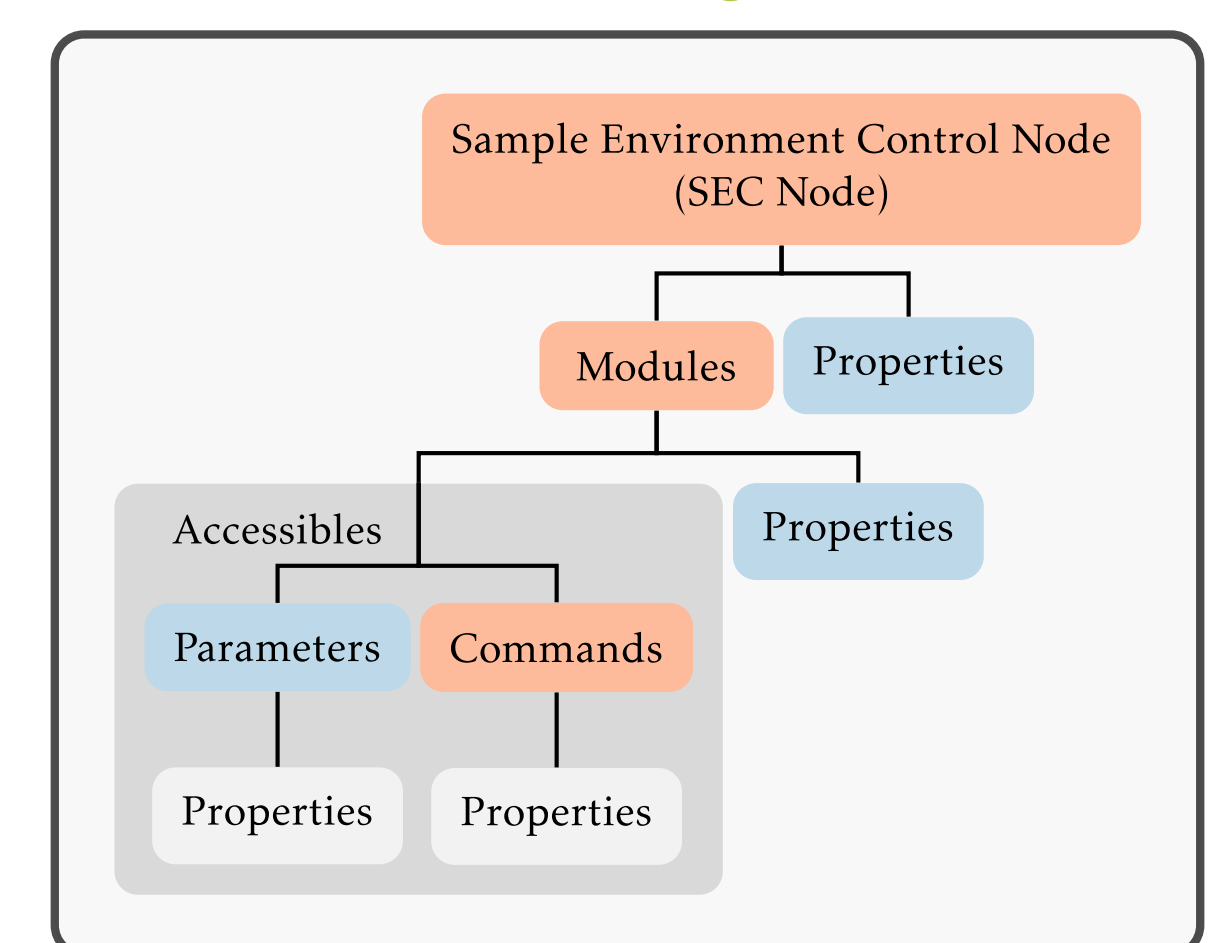 Sample Environment Control Node
(SEC Node)
Modules
Properties
Accessibles
Properties
Parameters
Commands
Properties
Properties